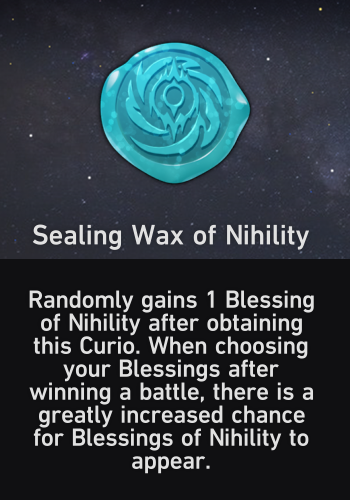 Sealing Wax of Nihility
Randomly gains 1 Blessing
of Nihility after obtaining
this Curio. When choosing
your Blessings after
winning a battle, there is a
greatly increased chance
for Blessings of Nihility to
appear.